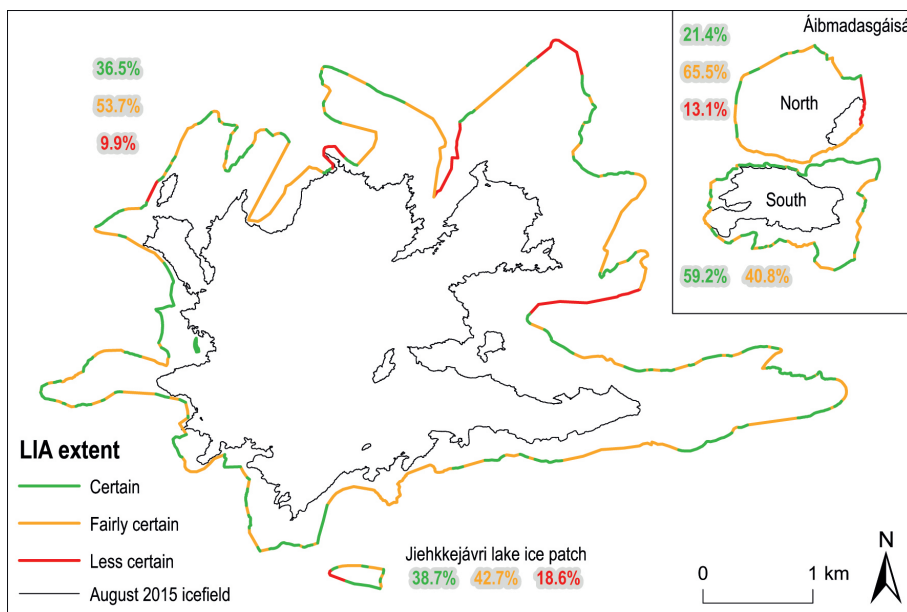 Áibmadasgáisá
36.5%
53.7%
9.9%
21.4%
65.5%
13.1%
North
South
59.2% 40.8%
LIA extent
Certain
Fairly certain
Less certain
August 2015 icefield
Jiehkkejávri lake ice patch
38.7% 42.7% 18.6%
0 1 km
N